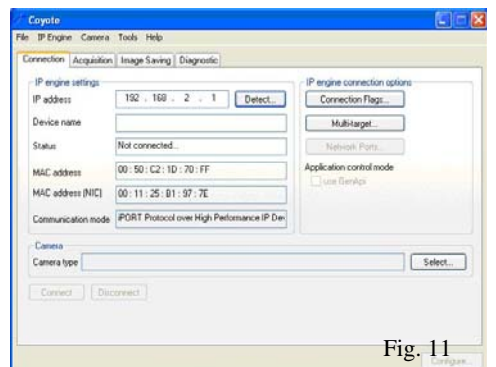 Coyote
File IP Engine Camera Tools Help
Connection Acquisition Image Saving Diagnostic
IP engine settings
IP address 192 . 168 . 2 . 1 Detect...
Device name
Status Not connected...
MAC address 00 : 50 : C2 : 1D : 70 : FF
MAC address (NIC) 00 : 11 : 25 : B1 : 97 : 7E
Communication mode iPORT Protocol over High Performance IP Dev
IP engine connection options
Connection Flags...
Multi-target...
Network Ports...
Application control mode
use GenApi
Camera
Camera type Select...
Connect Disconnect
Fig. 11
Configure...